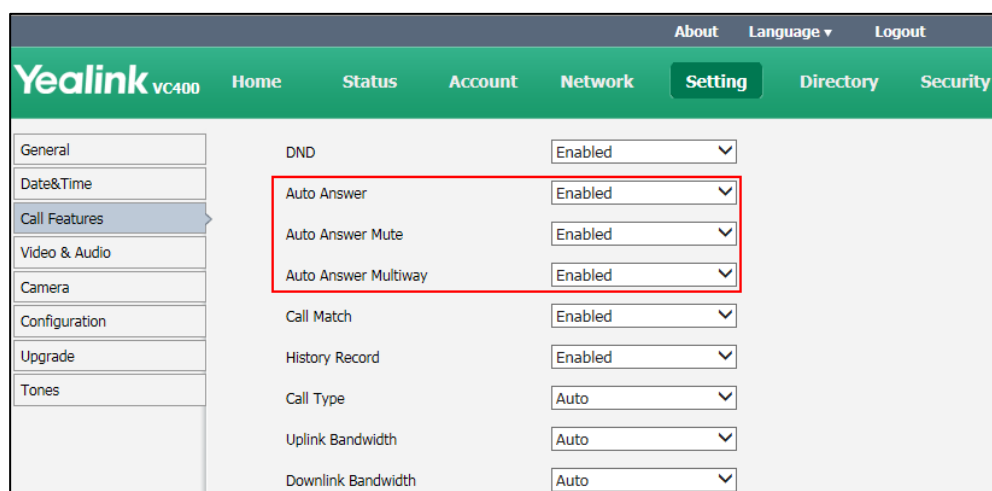 About Language ▾ Logout
Yealink VC400 Home Status Account Network Setting Directory Security
General
Date&Time
Call Features
Video & Audio
Camera
Configuration
Upgrade
Tones
DND Enabled
Auto Answer Enabled
Auto Answer Mute Enabled
Auto Answer Multiway Enabled
Call Match Enabled
History Record Enabled
Call Type Auto
Uplink Bandwidth Auto
Downlink Bandwidth Auto